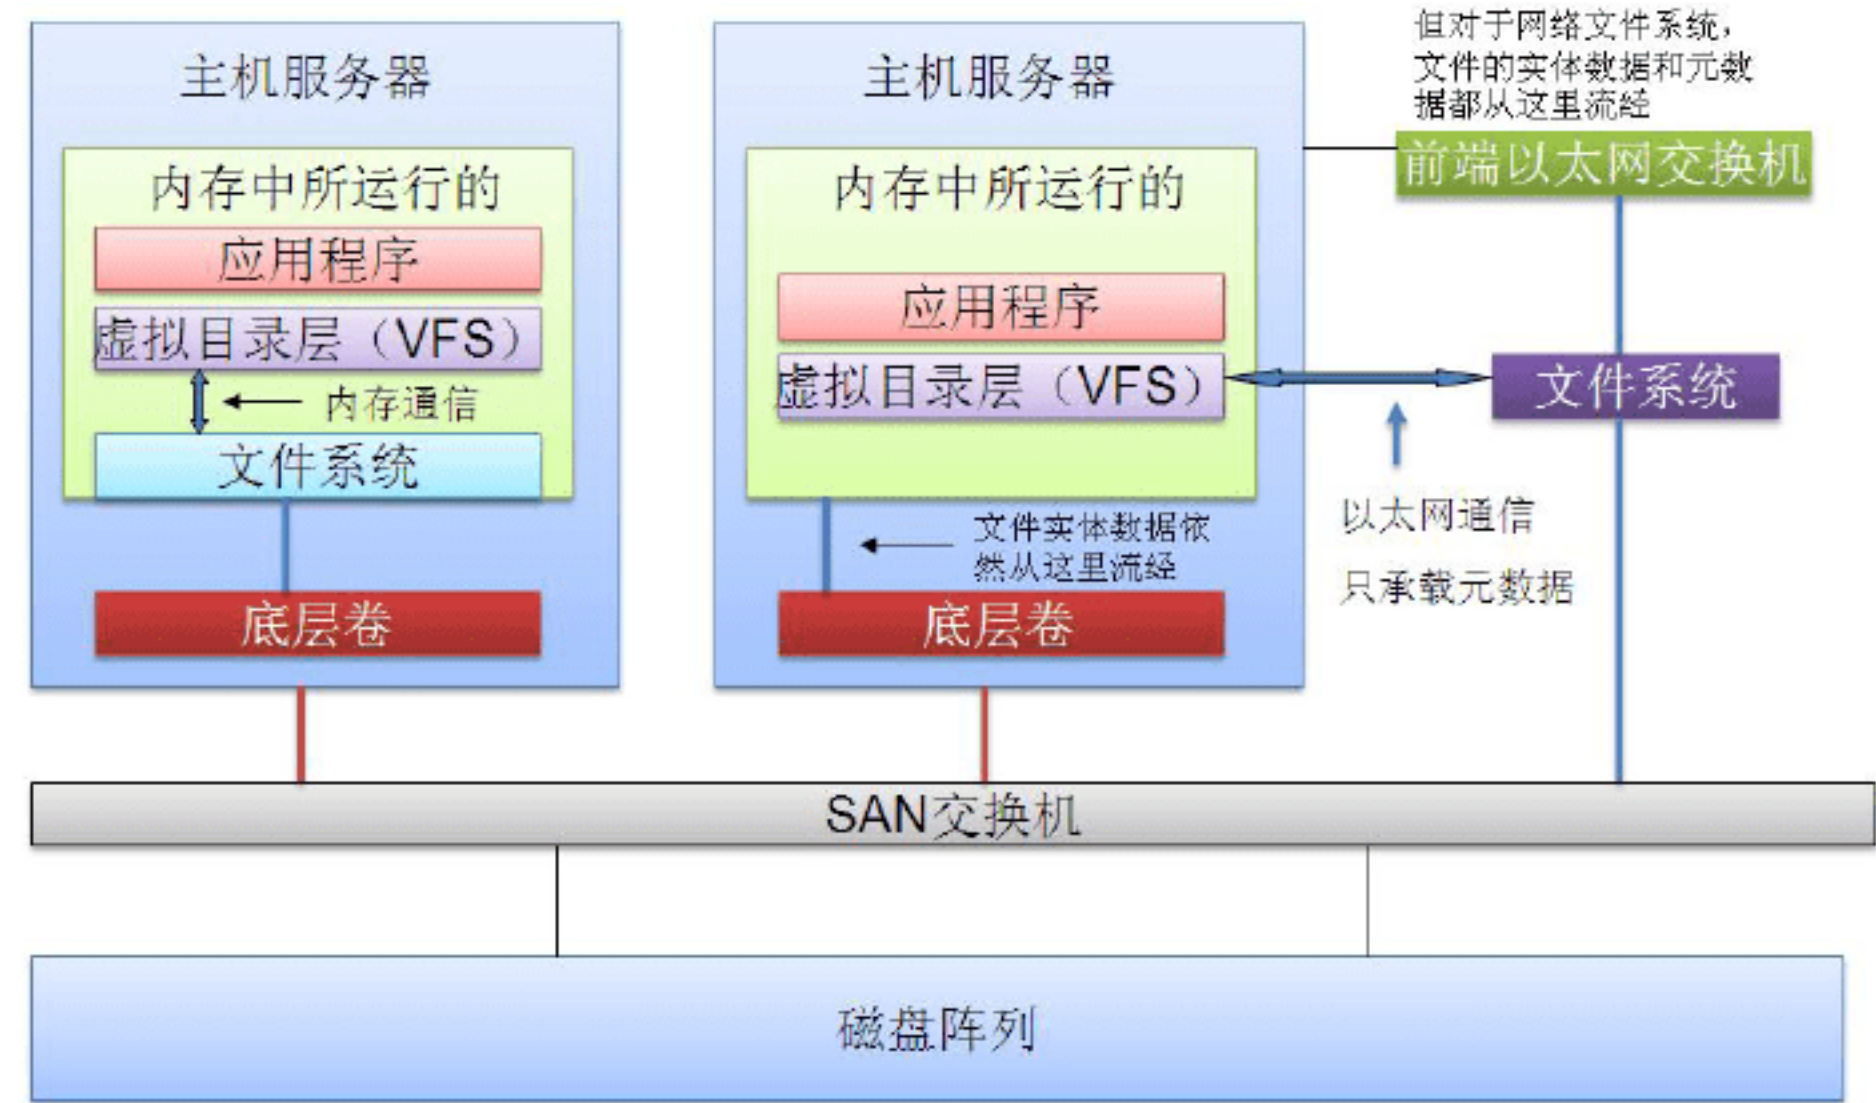 主机服务器
内存中所运行的
应用程序
虚拟目录层（VFS）
内存通信
文件系统
底层卷
主机服务器
内存中所运行的
应用程序
虚拟目录层（VFS）
文件实体数据依
然从这里流经
底层卷
但对于网络文件系统，
文件的实体数据和元数
据都从这里流经
前端以太网交换机
文件系统
以太网通信
只承载元数据
SAN交换机
磁盘阵列